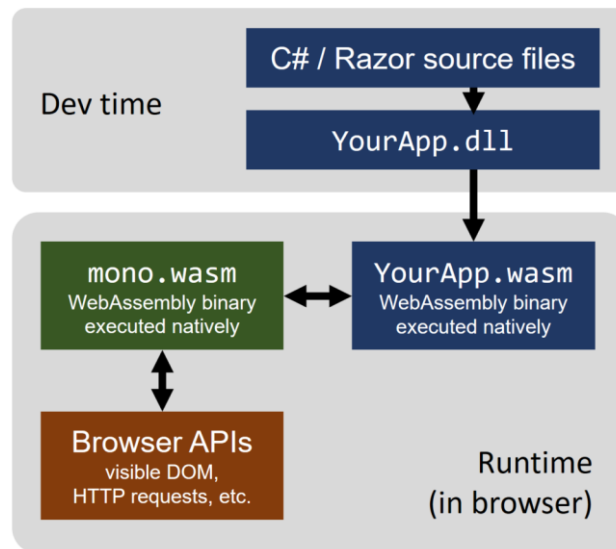 Dev time
C# / Razor source files
YourApp.dll
mono.wasm
WebAssembly binary
executed natively
YourApp.wasm
WebAssembly binary
executed natively
Browser APIs
visible DOM,
HTTP requests, etc.
Runtime
(in browser)